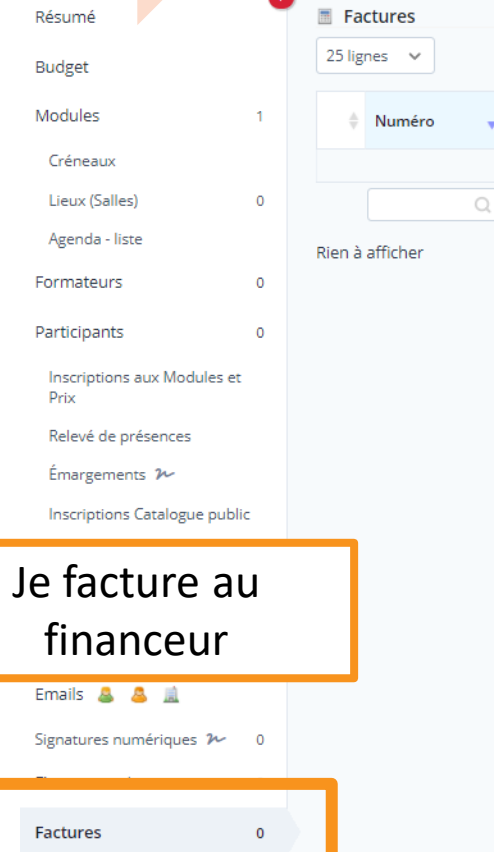 Résumé
Budget
Modules 1
Créneaux
Lieux (Salles) 0
Agenda - liste
Formateurs 0
Participants 0
Inscriptions aux Modules et
Prix
Relevé de présences
Émargements
Inscriptions Catalogue public
Je facture au
financeur
Emails
Signatures numériques 0
Factures 0
Factures
25 lignes
Numéro
Rien à afficher